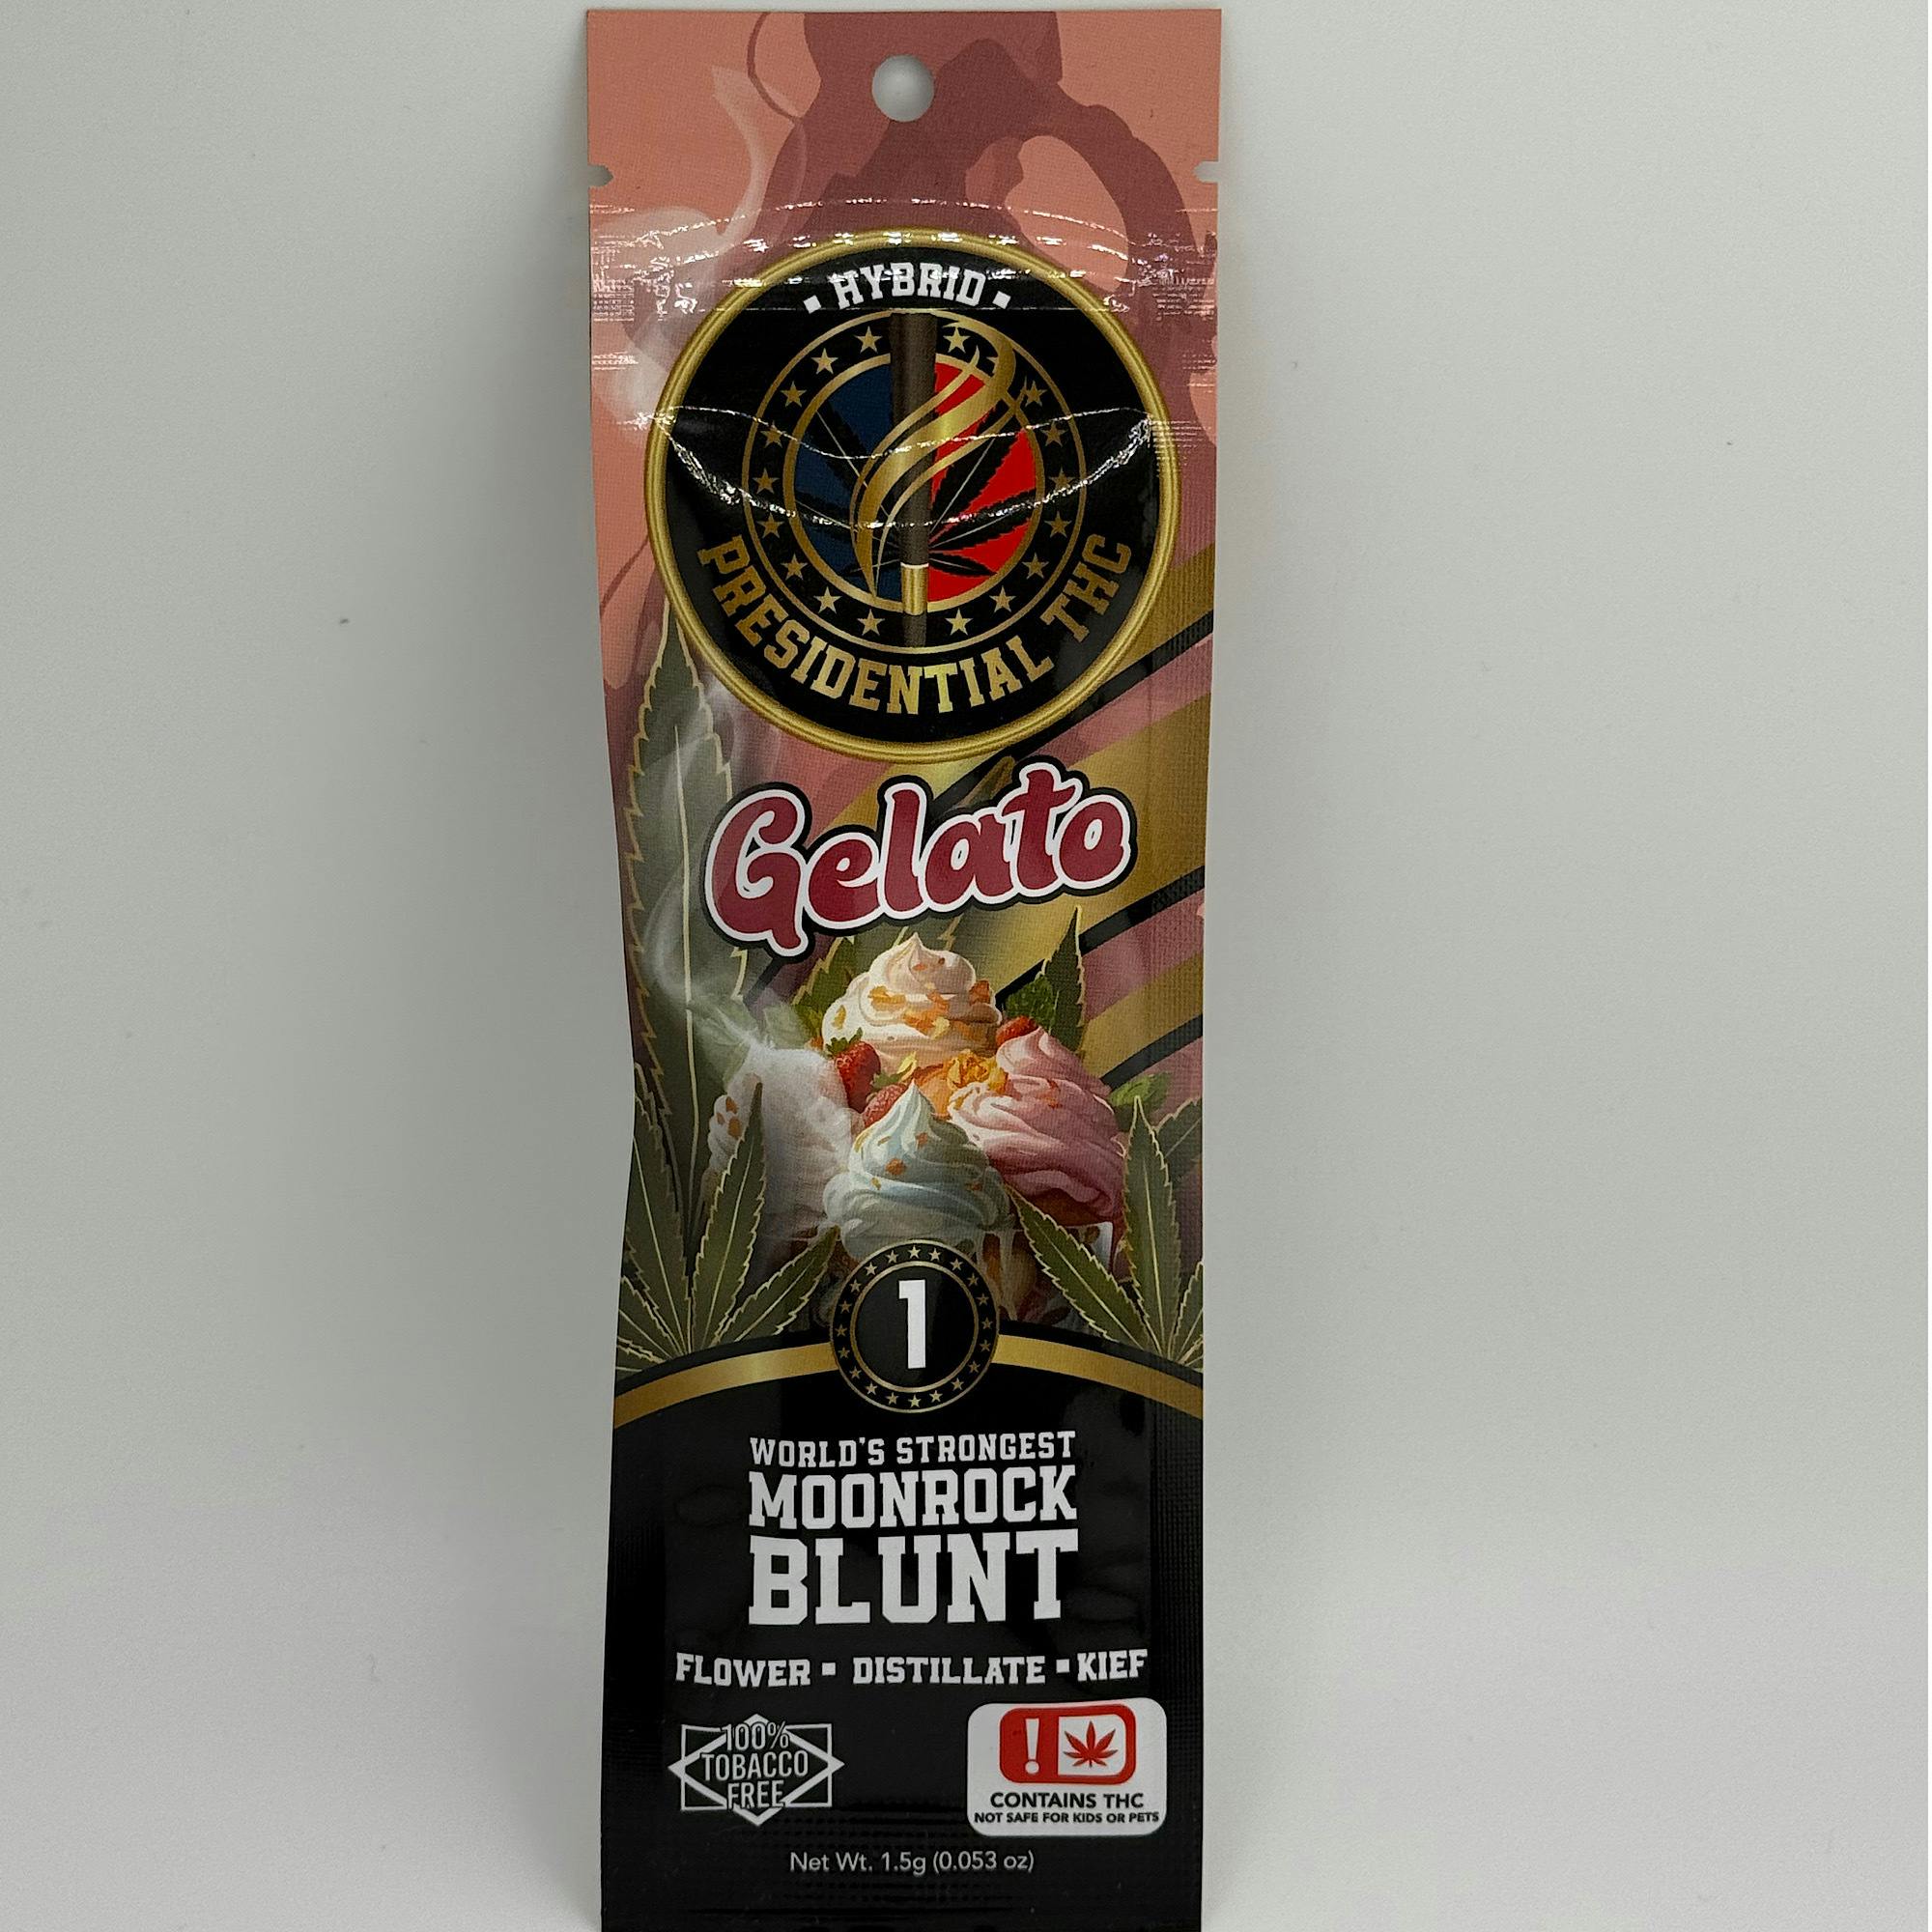 ▪ HYBRID ▪
PRESIDENTIAL THC
Gelato
1
WORLD'S STRONGEST
MOONROCK
BLUNT
FLOWER ▪ DISTILLATE ▪ KIEF
100%
TOBACCO
FREE
!
CONTAINS THC
NOT SAFE FOR KIDS OR PETS
Net Wt. 1.5g (0.053 oz)